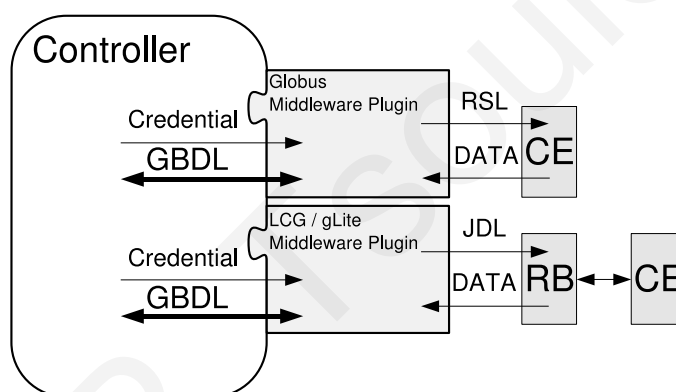 Controller
Globus
Middleware Plugin
Credential
GBDL
RSL
DATA
CE
LCG / gLite
Middleware Plugin
Credential
GBDL
JDL
DATA
RB
CE